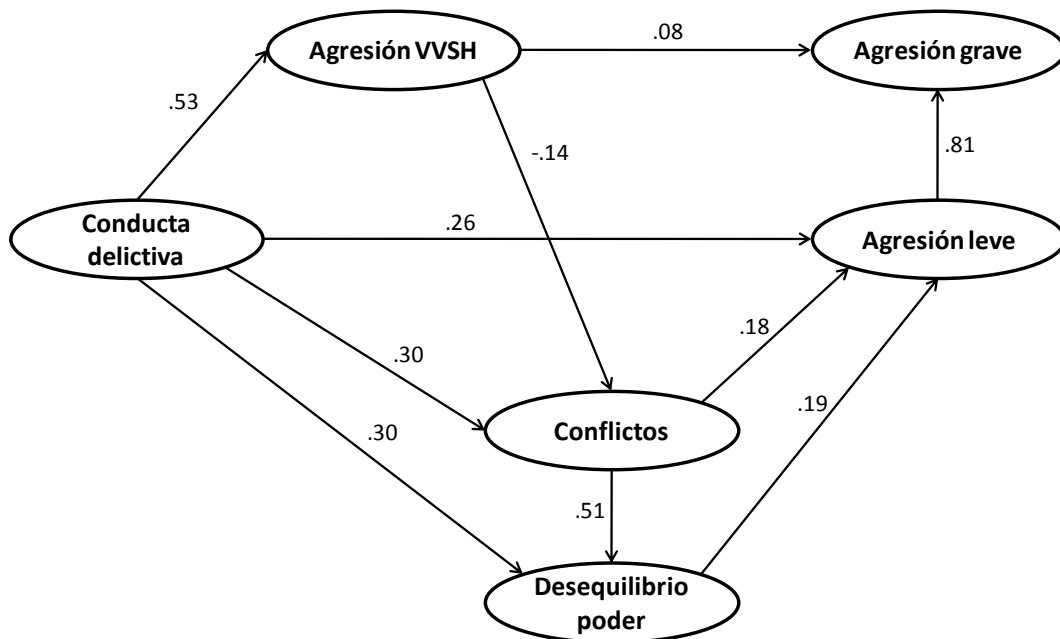 Agresión VVSH
.08
Agresión grave
.53
-.14
.81
Conducta
delictiva
.26
Agresión leve
.30
.18
.30
Conflictos
.19
.51
Desequilibrio
poder